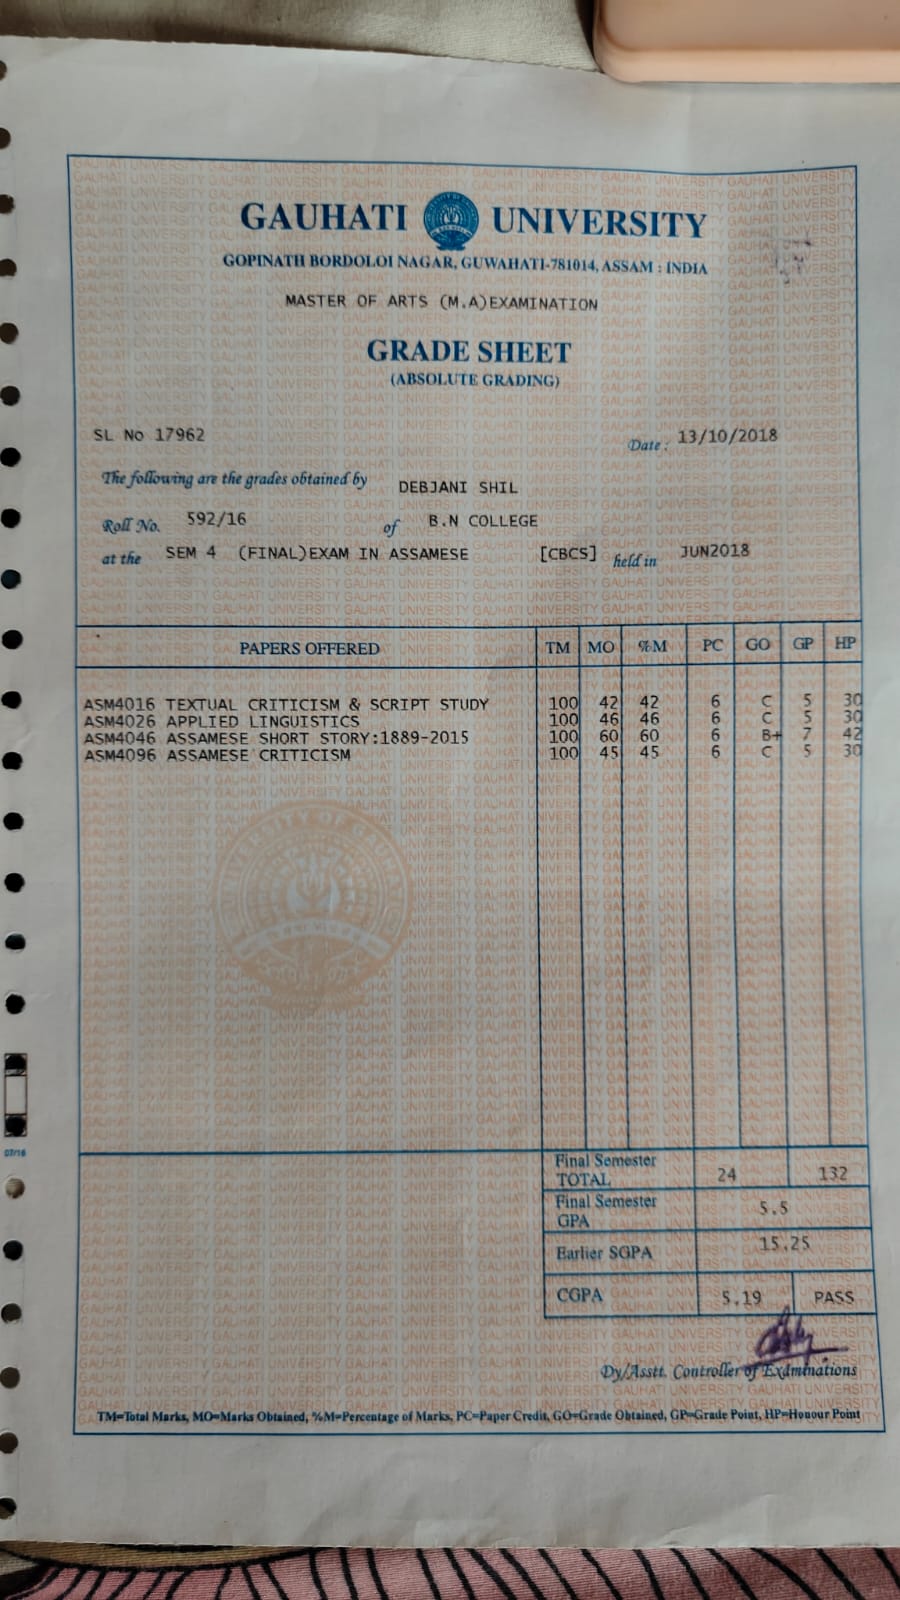 GAUHATI UNIVERSITY
GOPINATH BORDOLOI NAGAR, GUWAHATI-781014, ASSAM : INDIA
MASTER OF ARTS (M.A)EXAMINATION
GRADE SHEET
(ABSOLUTE GRADING)
SL No 17962
Date : 13/10/2018
The following are the grades obtained by DEBJANI SHIL
Roll No. 592/16 of B.N COLLEGE
at the SEM 4 (FINAL)EXAM IN ASSAMESE [CBCS] held in JUN2018
PAPERS OFFERED TM MO %M PC GO GP HP
ASM4016 TEXTUAL CRITICISM & SCRIPT STUDY 100 42 42 6 C 5 30
ASM4026 APPLIED LINGUISTICS 100 46 46 6 C 5 30
ASM4046 ASSAMESE SHORT STORY:1889-2015 100 60 60 6 B+ 7 42
ASM4096 ASSAMESE CRITICISM 100 45 45 6 C 5 30
Final Semester
TOTAL 24 132
Final Semester
GPA 5.5
Earlier SGPA 15.25
CGPA 5.19 PASS
Dy/Asstt. Controller of Examinations
TM=Total Marks, MO=Marks Obtained, %M=Percentage of Marks, PC=Paper Credit, GO=Grade Obtained, GP=Grade Point, HP=Honour Point
07/16